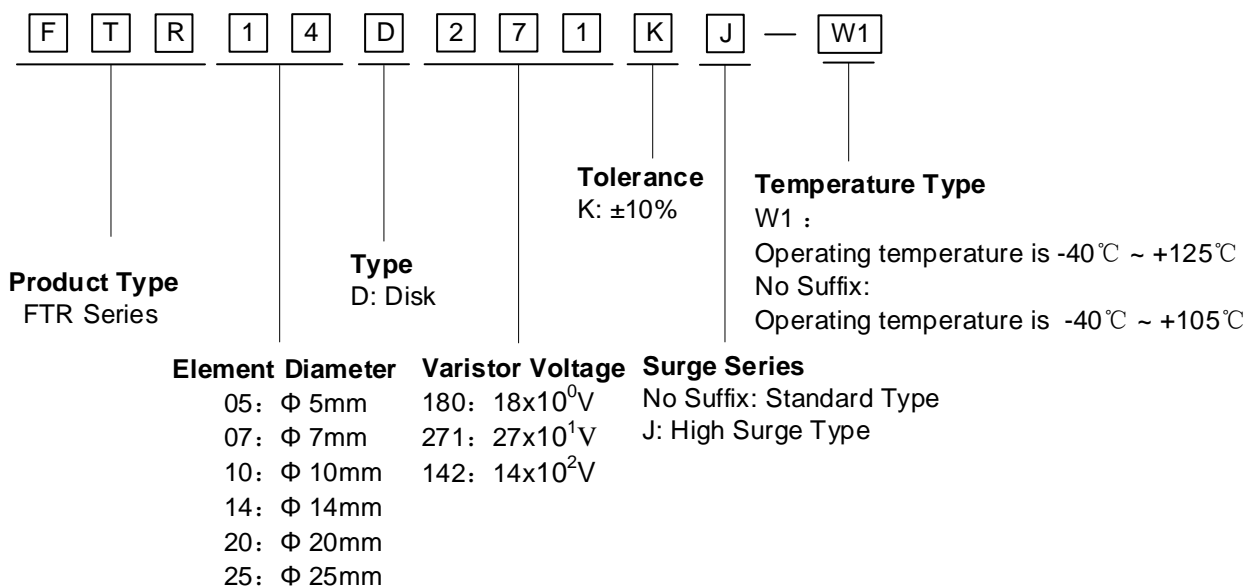 F T R 1 4 D 2 7 1 K J — W1
Tolerance
K: ±10%
Temperature Type
W1：
Operating temperature is -40℃ ~ +125℃
No Suffix:
Operating temperature is -40℃ ~ +105℃
Type
D: Disk
Product Type
FTR Series
Element Diameter
05：Φ 5mm
07：Φ 7mm
10：Φ 10mm
14：Φ 14mm
20：Φ 20mm
25：Φ 25mm
Varistor Voltage
180：18x10⁰V
271：27x10¹V
142：14x10²V
Surge Series
No Suffix: Standard Type
J: High Surge Type